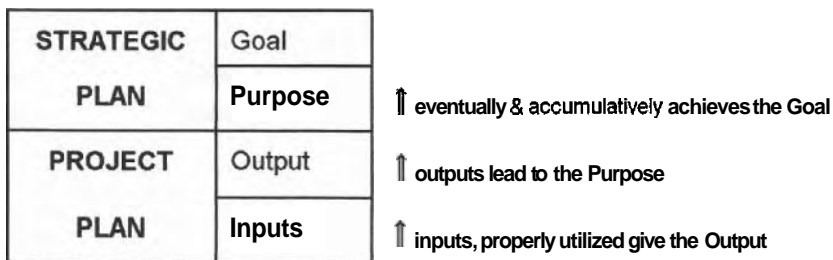 STRATEGIC Goal
PLAN Purpose ⇑ eventually & accumulatively achieves the Goal
PROJECT Output ⇑ outputs lead to the Purpose
PLAN Inputs ⇑ inputs, properly utilized give the Output